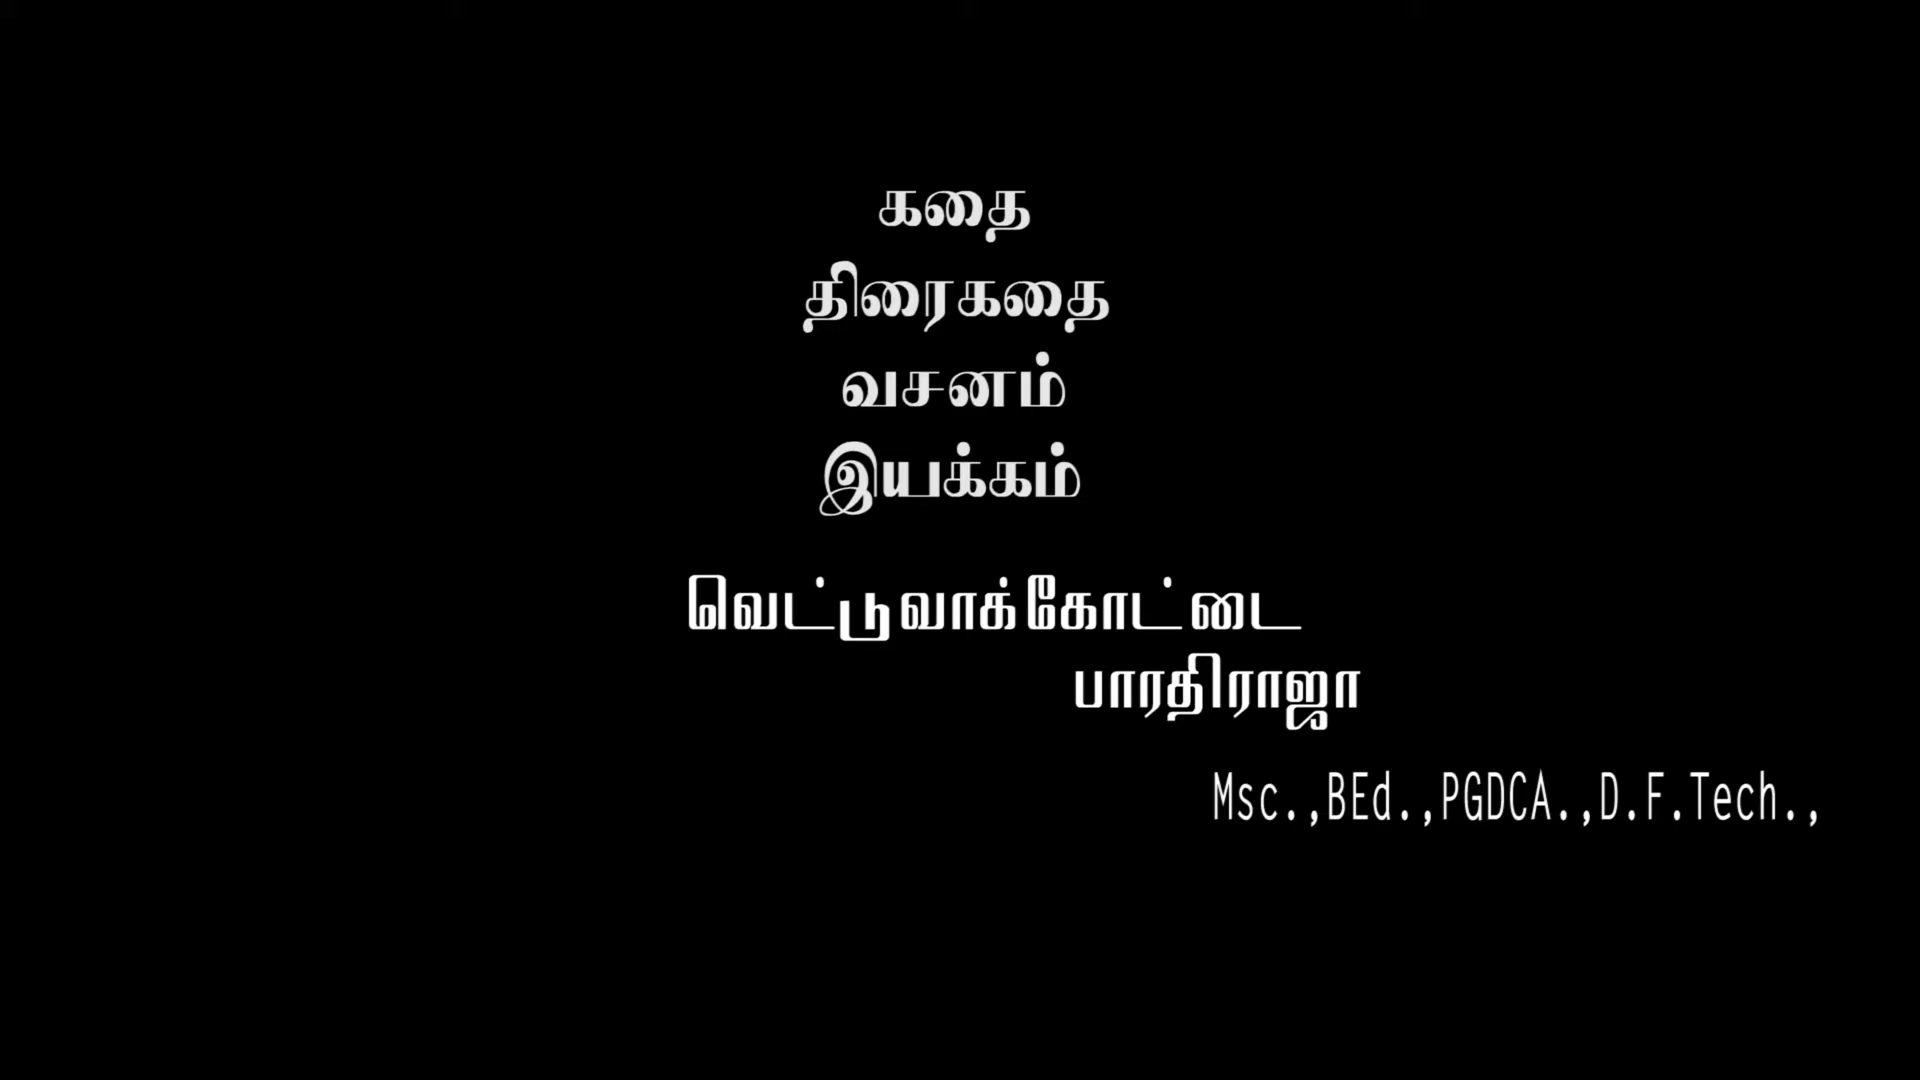 கதை
திரைகதை
வசனம்
இயக்கம்
வெட்டுவாக்கோட்டை
பாரதிராஜா
Msc.,BEd.,PGDCA.,D.F.Tech.,